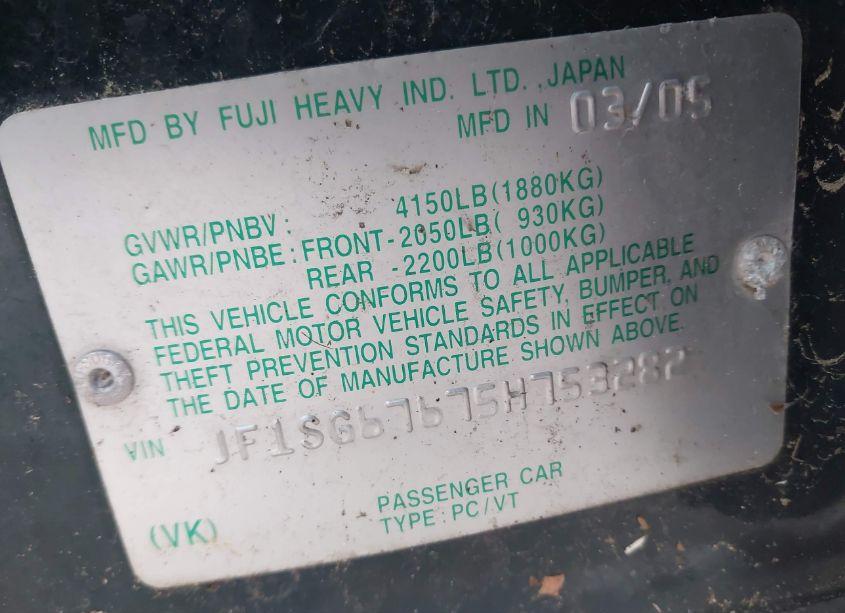 MFD BY FUJI HEAVY IND. LTD., JAPAN
MFD IN 03/05
GVWR/PNBV : 4150LB(1880KG)
GAWR/PNBE : FRONT-2050LB( 930KG)
REAR -2200LB(1000KG)
THIS VEHICLE CONFORMS TO ALL APPLICABLE
FEDERAL MOTOR VEHICLE SAFETY, BUMPER, AND
THEFT PREVENTION STANDARDS IN EFFECT ON
THE DATE OF MANUFACTURE SHOWN ABOVE.
VIN JF1SG67675H753282
PASSENGER CAR
(VK) TYPE : PC/VT